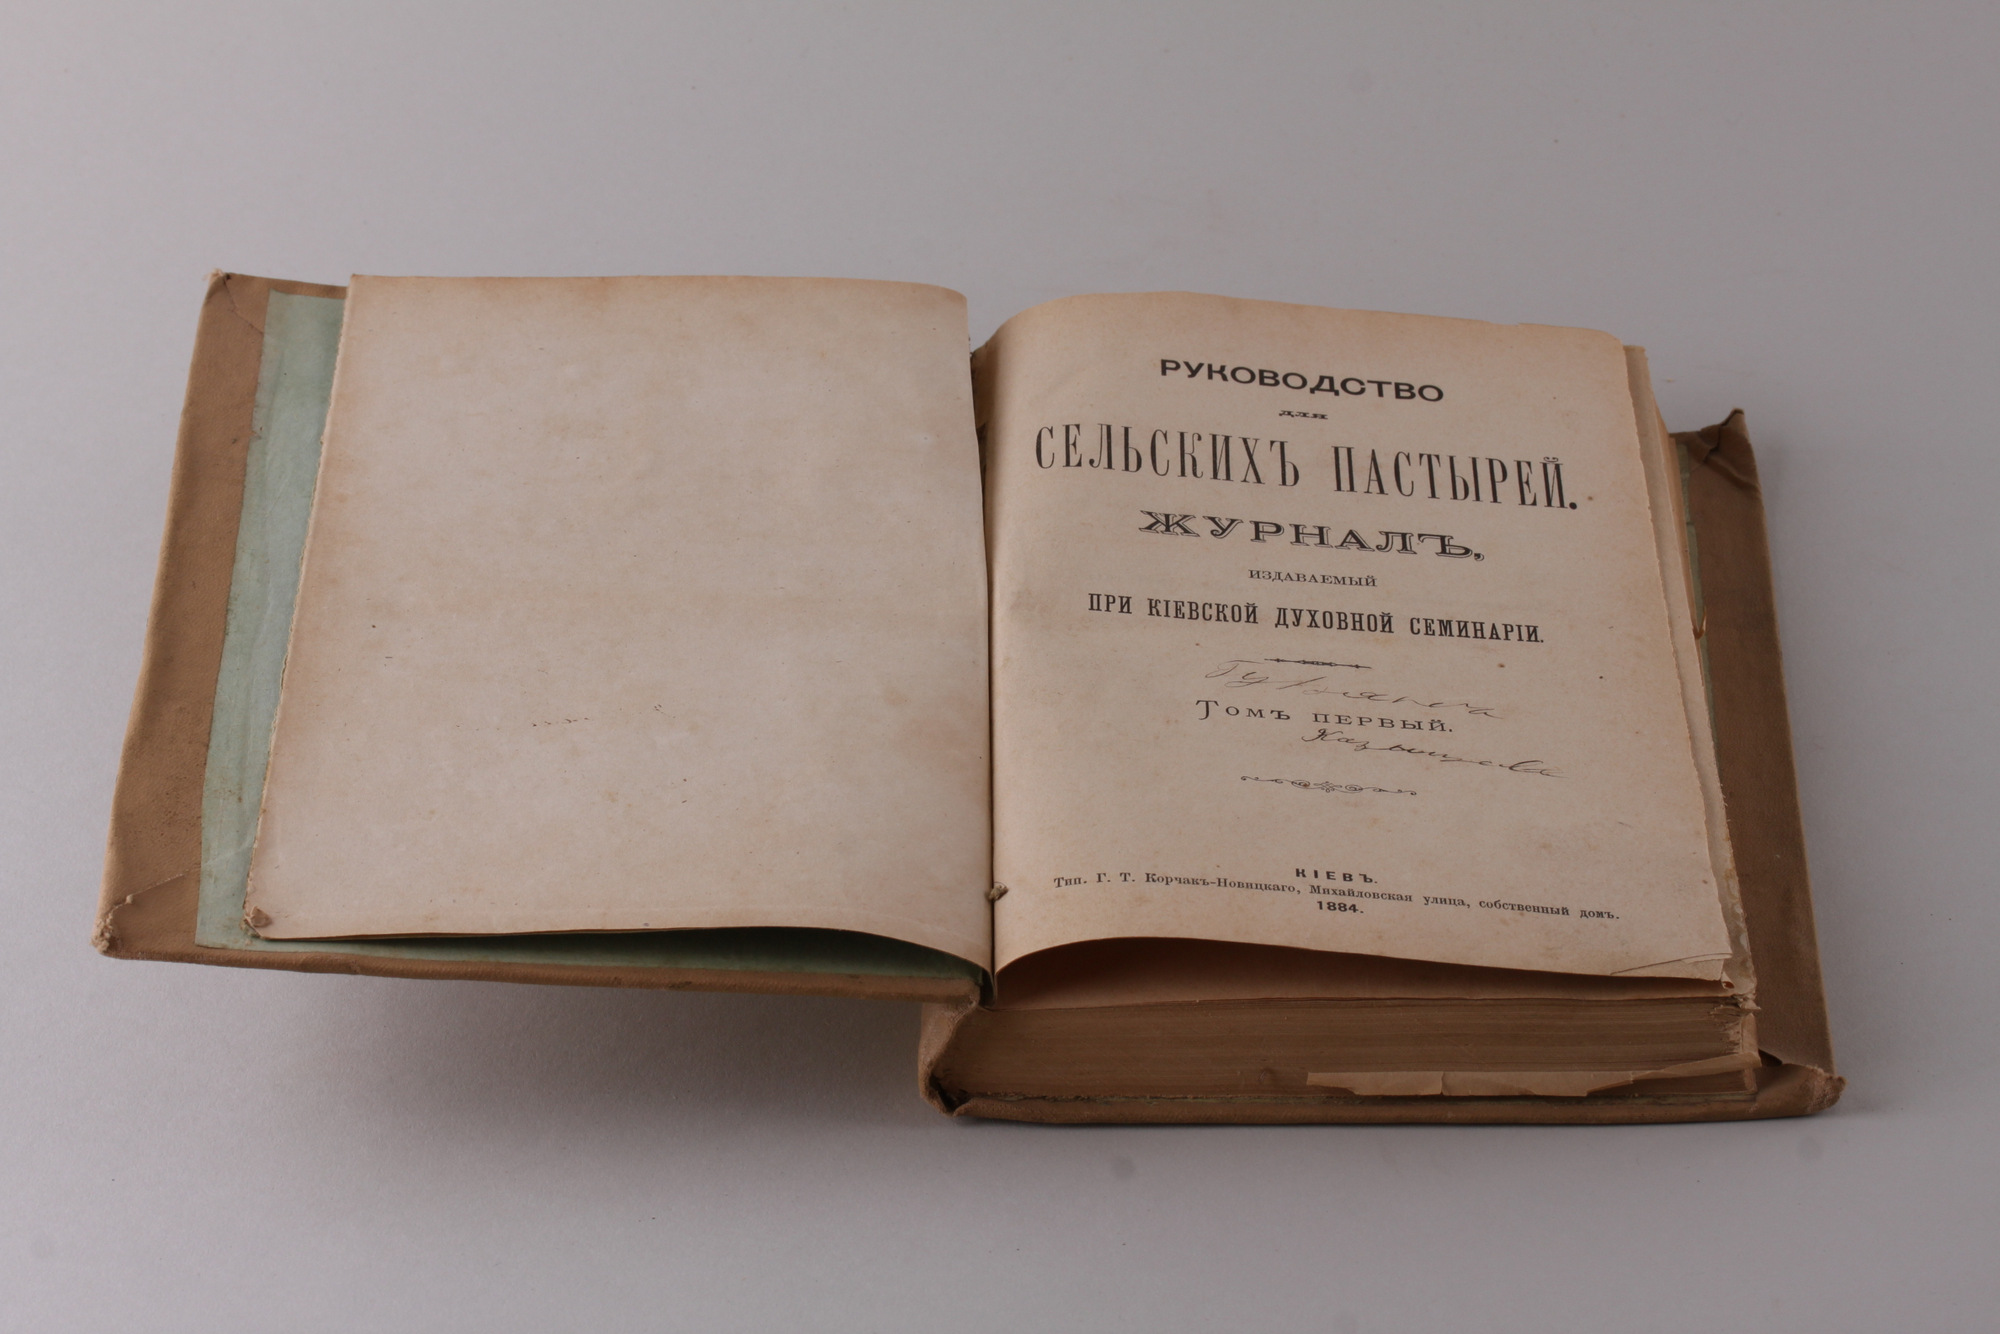 РУКОВОДСТВО
для
СЕЛЬСКИХЪ ПАСТЫРЕЙ.
ЖУРНАЛЪ,
ИЗДАВАЕМЫЙ
ПРИ КІЕВСКОЙ ДУХОВНОЙ СЕМИНАРІИ.
ТОМЪ ПЕРВЫЙ.
КІЕВЪ.
Тип. Г. Т. Корчакъ-Новицкаго, Михайловская улица, собственный домъ.
1884.